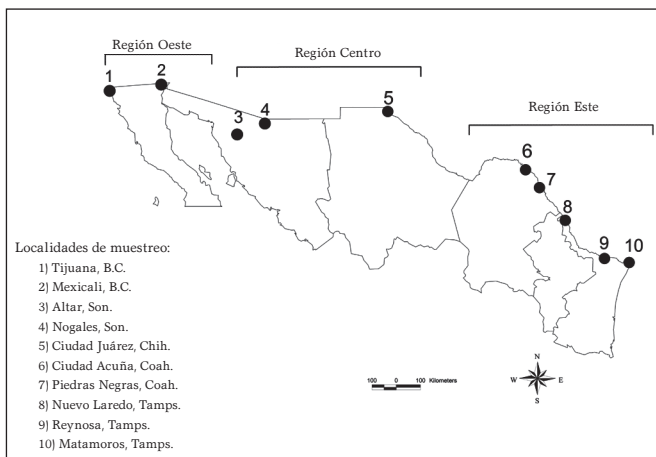 Región Oeste
Región Centro
Región Este
1
2
3
4
5
6
7
8
9
10
Localidades de muestreo:
1) Tijuana, B.C.
2) Mexicali, B.C.
3) Altar, Son.
4) Nogales, Son.
5) Ciudad Juárez, Chih.
6) Ciudad Acuña, Coah.
7) Piedras Negras, Coah.
8) Nuevo Laredo, Tamps.
9) Reynosa, Tamps.
10) Matamoros, Tamps.
100 0 100 Kilometers
N
W E
S